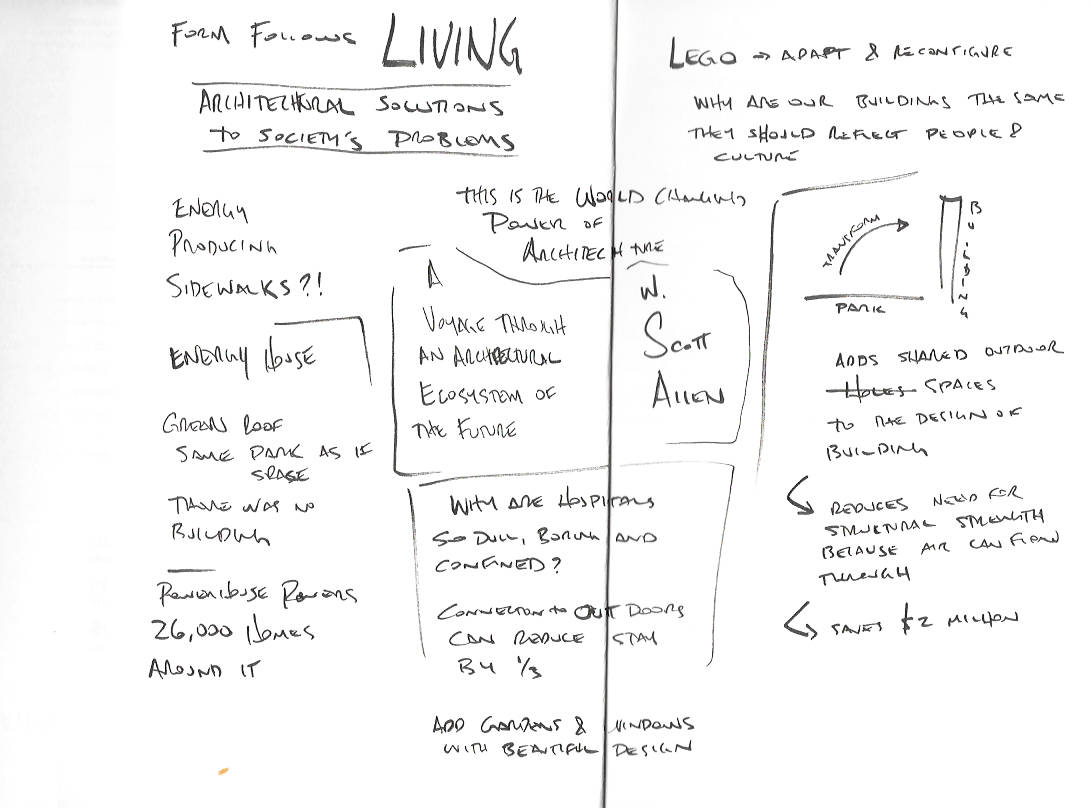 FORM FOLLOWS LIVING
ARCHITECHURAL SOLUTIONS
TO SOCIETY'S PROBLEMS
ENERGY
PRODUCING
SIDEWALKS?!
ENERGY HOUSE
GREEN ROOF
SAME PARK AS IF
SPACE
THERE WAS NO
BUILDING
POWERHOUSE POWERS
26,000 HOMES
AROUND IT
THIS IS THE WORLD CHANGING
POWER OF
ARCHITECHTURE
A
VOYAGE THROUGH
AN ARCHITECTURAL
ECOSYSTEM OF
THE FUTURE
W.
SCOTT
ALLEN
WHY ARE HOSPITALS
SO DULL, BORING AND
CONFINED?
CONNECTION TO OUT DOORS
CAN REDUCE STAY
BY 1/3
ADD GARDENS & WINDOWS
WITH BEAUTIFUL DESIGN
LEGO → ADAPT & RECONFIGURE
WHY ARE OUR BUILDINGS THE SAME
THEY SHOULD REFLECT PEOPLE &
CULTURE
TRANSFORM
BUILDING
PARK
ADDS SHARED OUTDOOR
HOLES SPACES
TO THE DESIGN OF
BUILDING
REDUCES NEED FOR
STRUCTURAL STRENGTH
BECAUSE AIR CAN FLOW
THROUGH
SAVES $2 MILLION